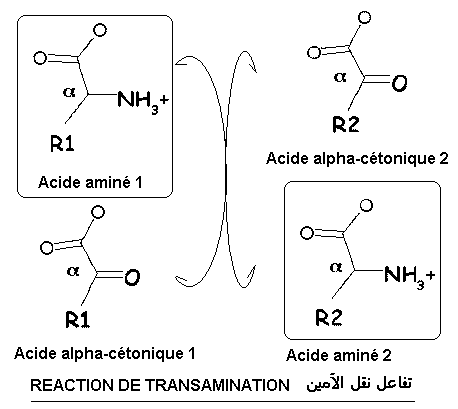 O
O
α
NH3+
R1
Acide aminé 1
O
O
α
O
R2
Acide alpha-cétonique 2
O
O
α
O
R1
Acide alpha-cétonique 1
O
O
α
NH3+
R2
Acide aminé 2
REACTION DE TRANSAMINATION تفاعل نقل الآمين